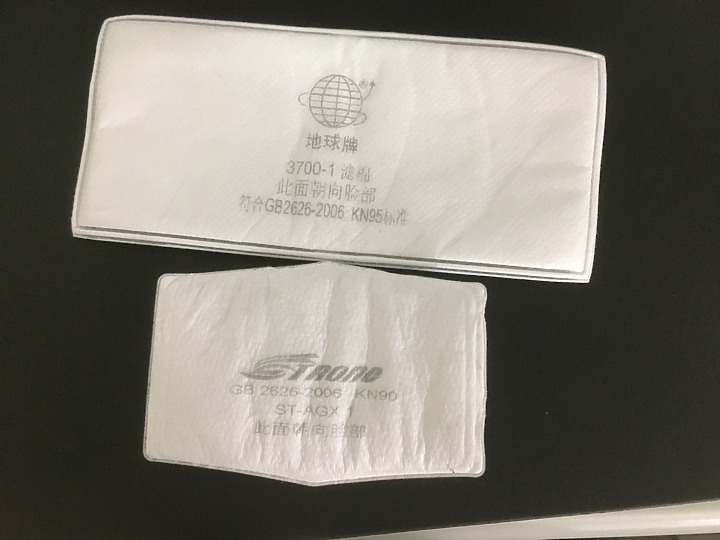 地球牌
3700-1 滤棉
此面朝向脸部
符合GB2626-2006 KN95标准
STRONG
GB 2626-2006 KN90
ST-AGX 1
此面朝向脸部